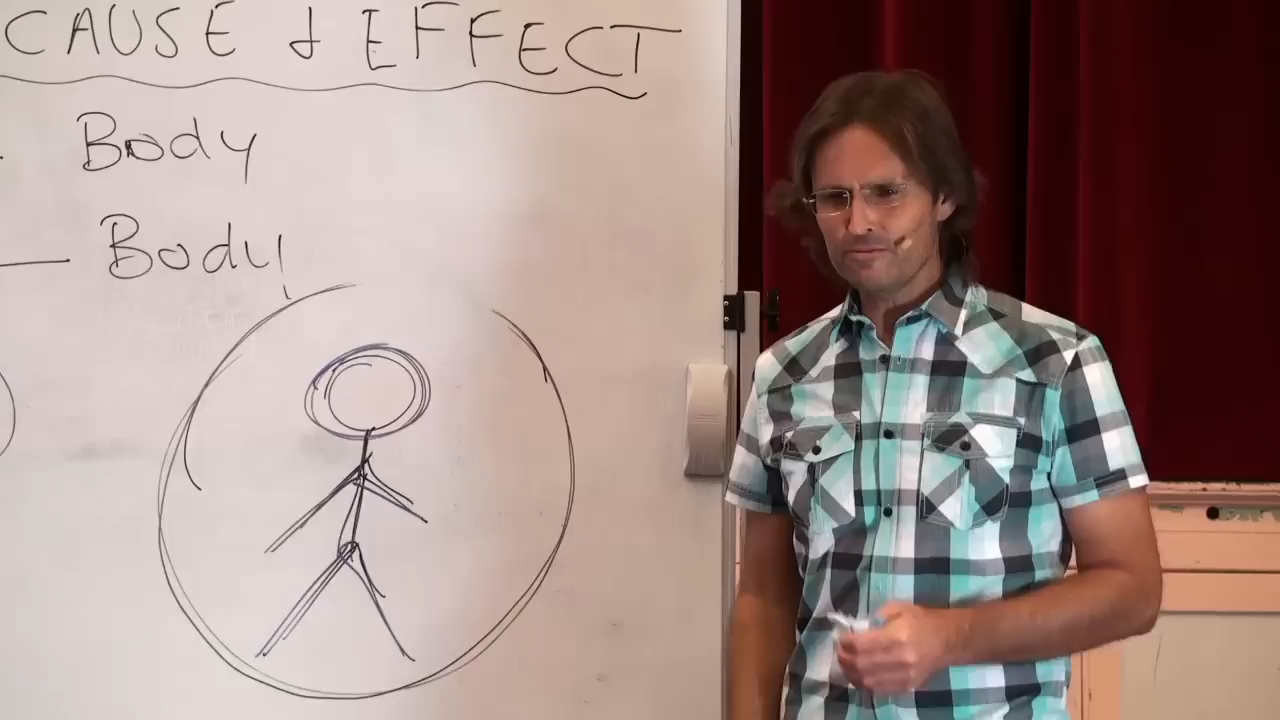 CAUSE & EFFECT
. Body
— Body